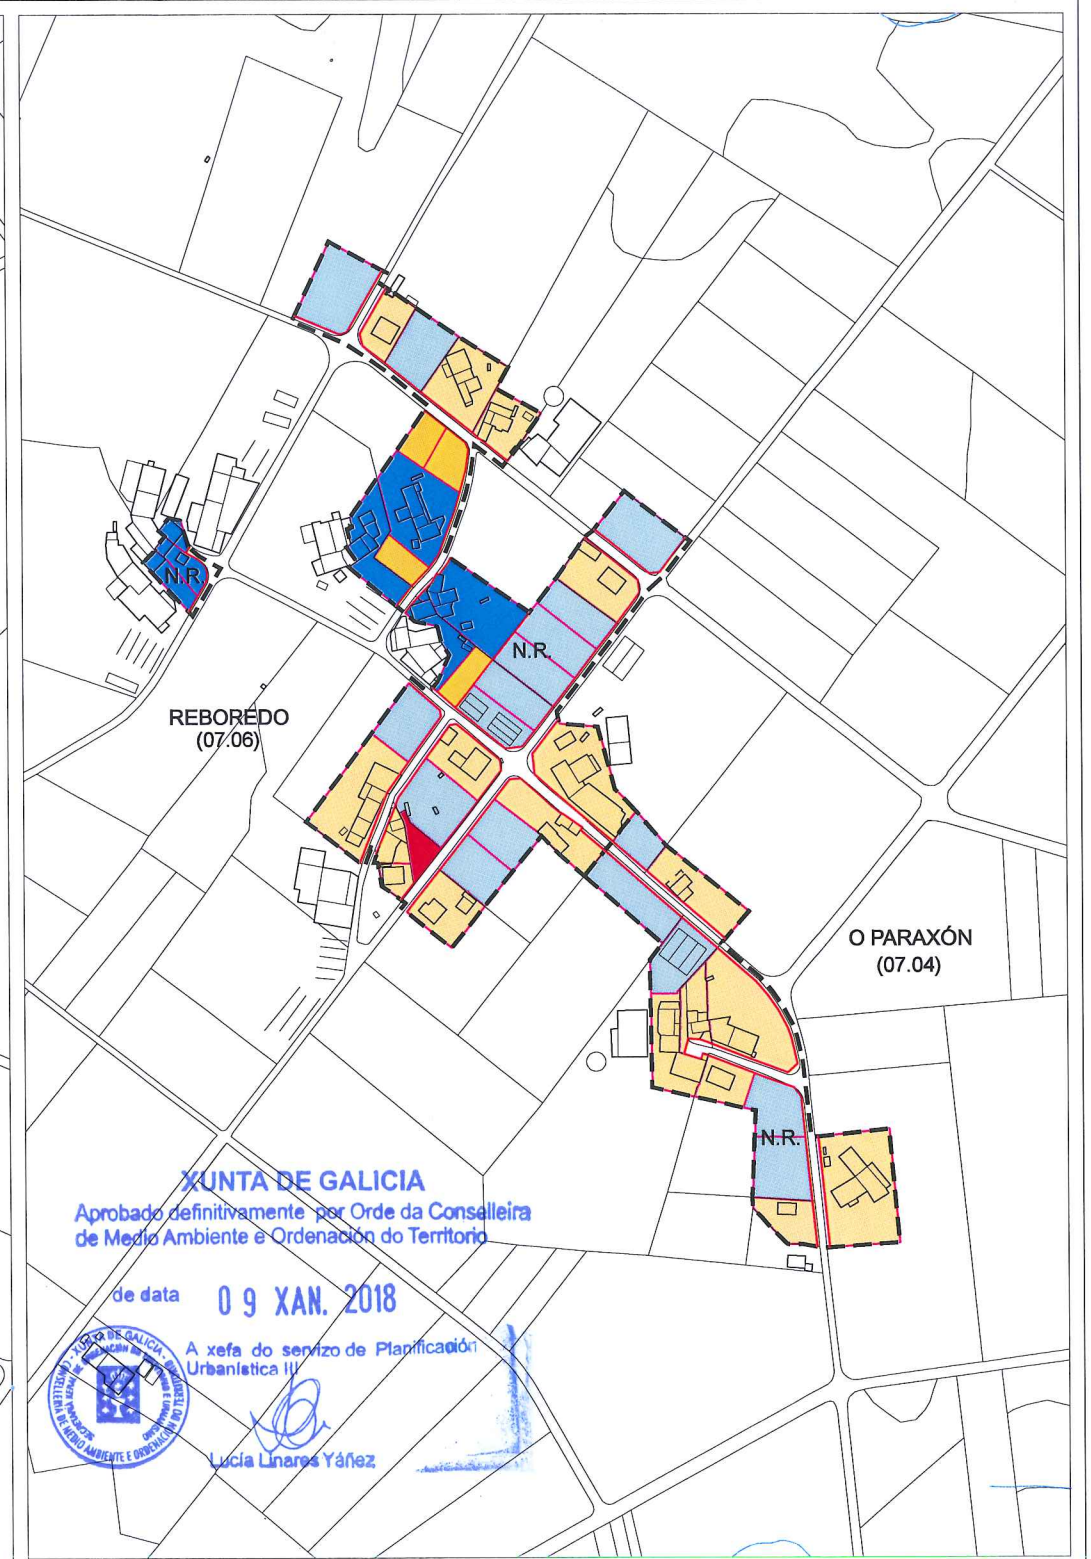 N.R.
N.R.
REBOREDO
(07.06)
O PARAXÓN
(07.04)
N.R.
XUNTA DE GALICIA
Aprobado definitivamente por Orde da Conselleira
de Medio Ambiente e Ordenación do Territorio
de data 09 XAN. 2018
A xefa do servizo de Planificación
Urbanística III
Lucía Linares Yáñez